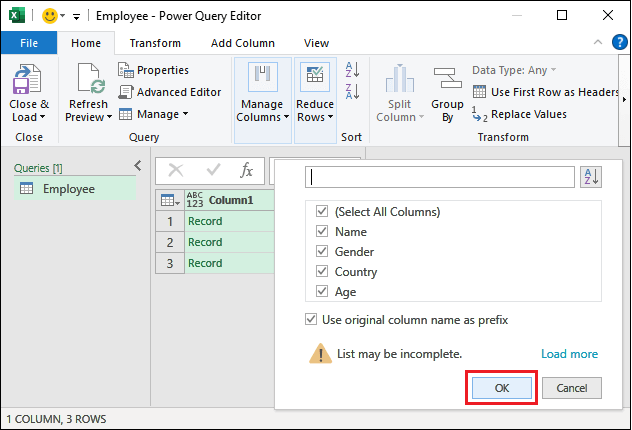 Employee - Power Query Editor
File Home Transform Add Column View
Close & Load
Refresh Preview
Properties
Advanced Editor
Manage
Manage Columns
Reduce Rows
A
Z
Z
A
Split Column
Group By
Data Type: Any
Use First Row as Headers
1
2 Replace Values
Close Query Sort Transform
Queries [1]
Employee
fx
ABC
123 Column1
1 Record
2 Record
3 Record
A
Z
(Select All Columns)
Name
Gender
Country
Age
Use original column name as prefix
List may be incomplete. Load more
OK Cancel
1 COLUMN, 3 ROWS